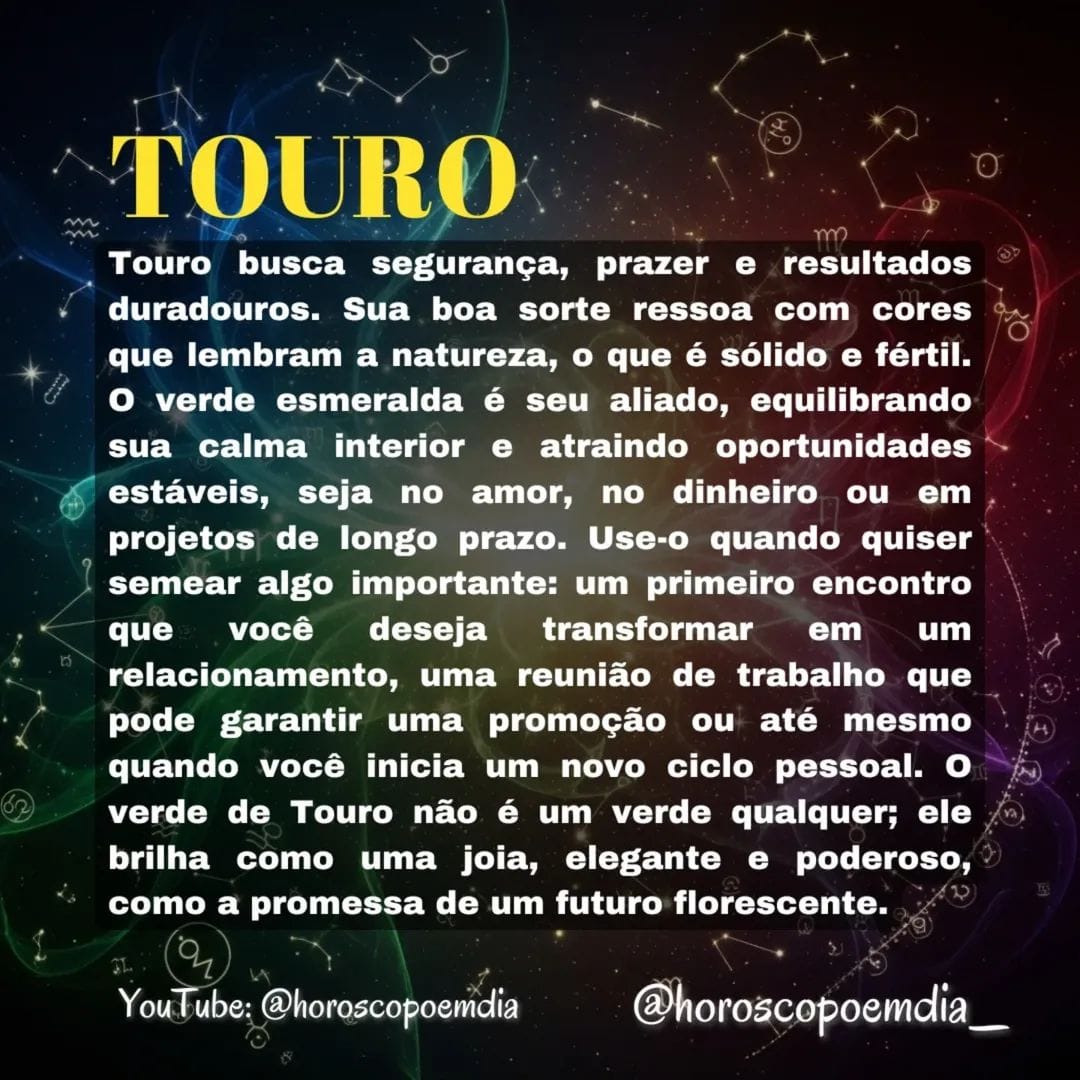 TOURO
Touro busca segurança, prazer e resultados
duradouros. Sua boa sorte ressoa com cores
que lembram a natureza, o que é sólido e fértil.
O verde esmeralda é seu aliado, equilibrando
sua calma interior e atraindo oportunidades
estáveis, seja no amor, no dinheiro ou em
projetos de longo prazo. Use-o quando quiser
semear algo importante: um primeiro encontro
que você deseja transformar em um
relacionamento, uma reunião de trabalho que
pode garantir uma promoção ou até mesmo
quando você inicia um novo ciclo pessoal. O
verde de Touro não é um verde qualquer; ele
brilha como uma joia, elegante e poderoso,
como a promessa de um futuro florescente.
YouTube: @horoscopoemdia @horoscopoemdia_